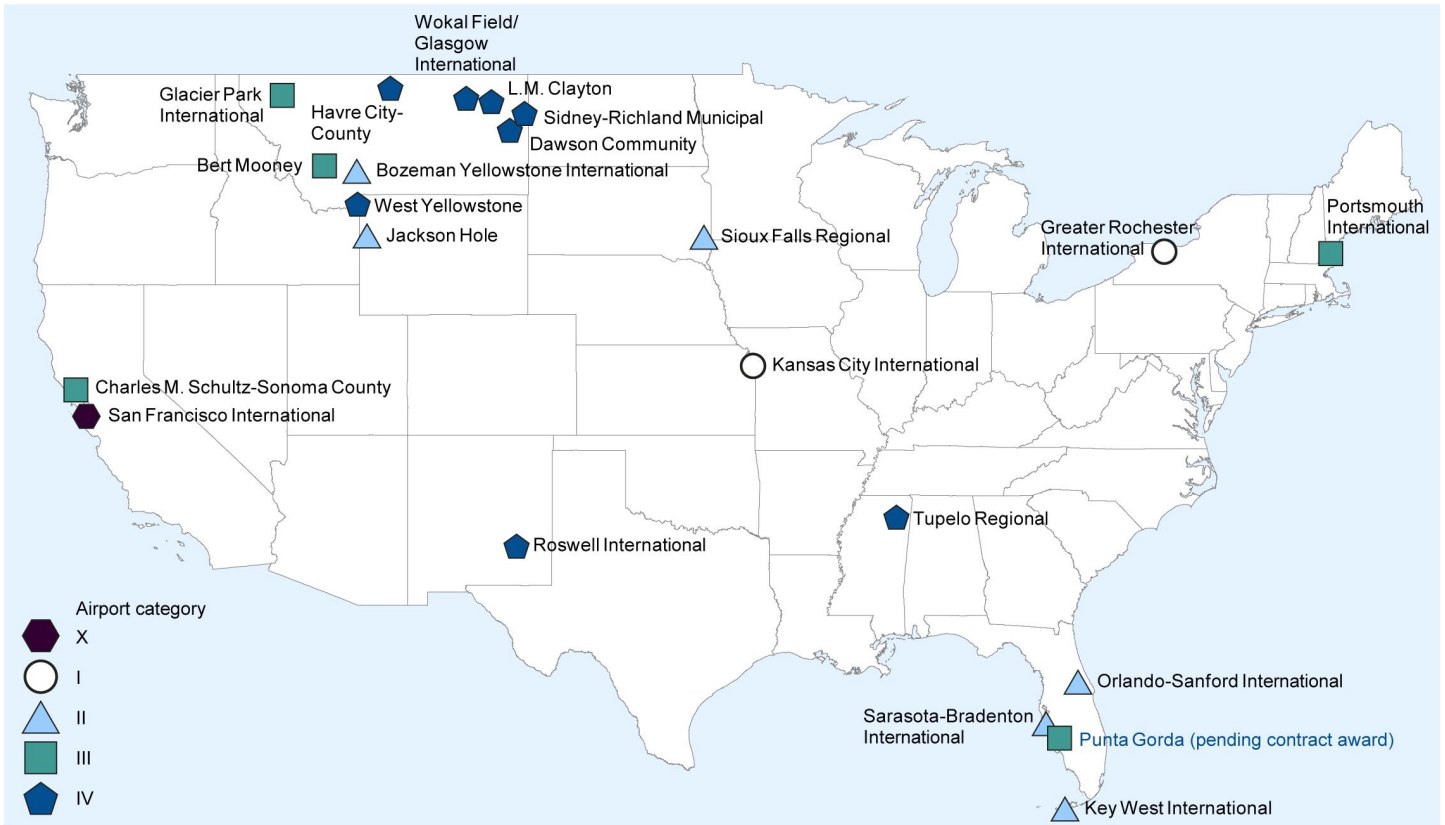 Wokal Field/
Glasgow
International
L.M. Clayton
Glacier Park
International
Havre City-
County
Sidney-Richland Municipal
Dawson Community
Bert Mooney
Bozeman Yellowstone International
West Yellowstone
Jackson Hole
Sioux Falls Regional
Greater Rochester
International
Portsmouth
International
Kansas City International
Charles M. Schultz-Sonoma County
San Francisco International
Tupelo Regional
Roswell International
Airport category
X
I
II
III
IV
Orlando-Sanford International
Sarasota-Bradenton
International
Punta Gorda (pending contract award)
Key West International